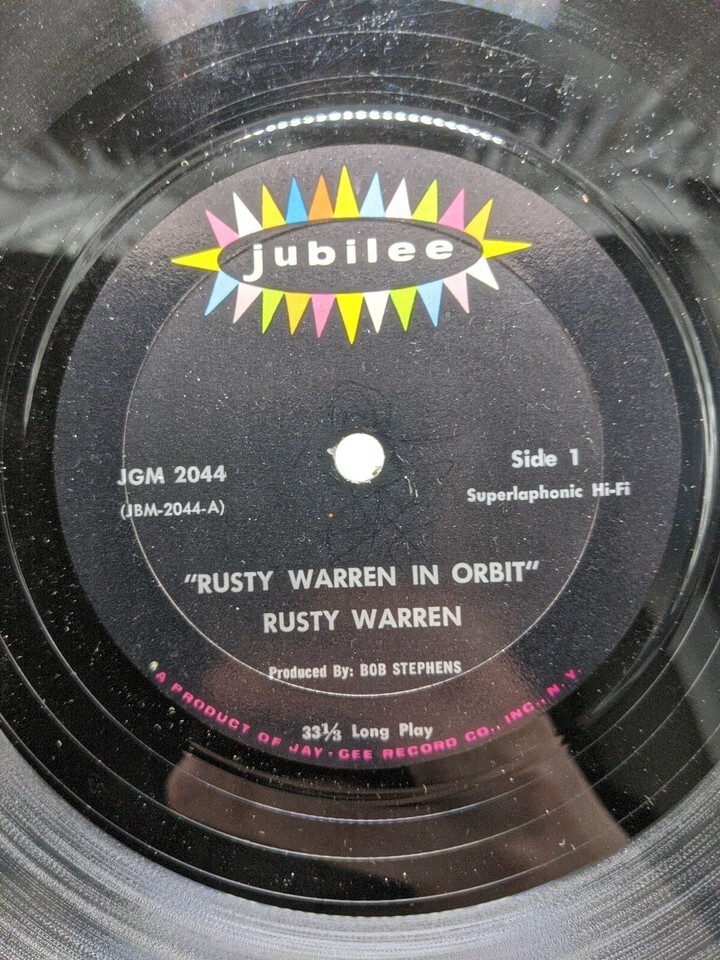 jubilee
JGM 2044
(JBM-2044-A)
Side 1
Superlaphonic Hi-Fi
"RUSTY WARREN IN ORBIT"
RUSTY WARREN
Produced By: BOB STEPHENS
33⅓ Long Play
A PRODUCT OF JAY-GEE RECORD CO., INC., N. Y.